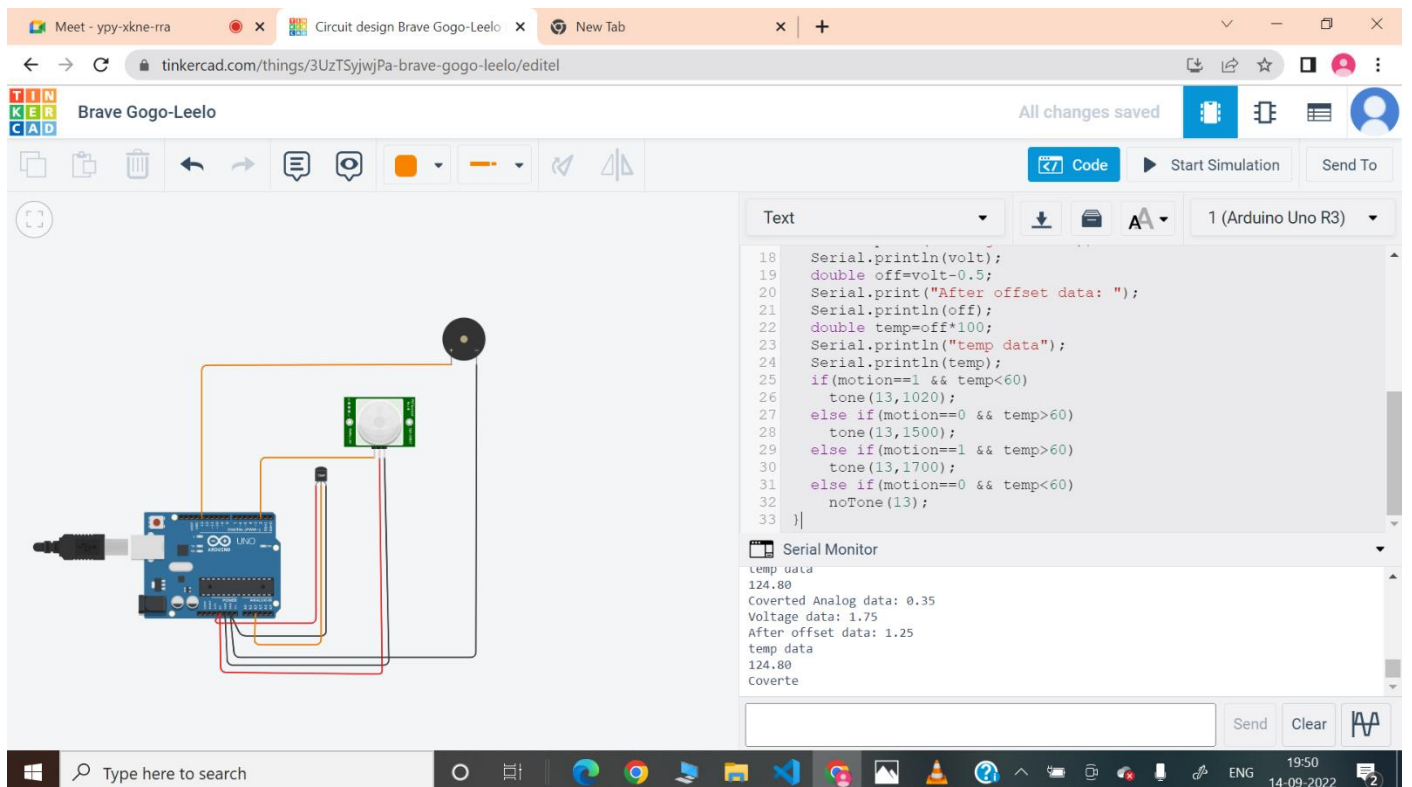 Meet - ypy-xkne-rra
Circuit design Brave Gogo-Leelo
New Tab
tinkercad.com/things/3UzTSyjwjPa-brave-gogo-leelo/editel
TIN
KER
CAD
Brave Gogo-Leelo
All changes saved
Code
Start Simulation
Send To
Text
1 (Arduino Uno R3)
18 Serial.println(volt);
19 double off=volt-0.5;
20 Serial.print("After offset data: ");
21 Serial.println(off);
22 double temp=off*100;
23 Serial.println("temp data");
24 Serial.println(temp);
25 if(motion==1 && temp<60)
26 tone(13,1020);
27 else if(motion==0 && temp>60)
28 tone(13,1500);
29 else if(motion==1 && temp>60)
30 tone(13,1700);
31 else if(motion==0 && temp<60)
32 noTone(13);
33 }
UNO
ARDUINO
Serial Monitor
temp data
124.80
Coverted Analog data: 0.35
Voltage data: 1.75
After offset data: 1.25
temp data
124.80
Coverte
Send
Clear
Type here to search
ENG
19:50
14-09-2022
2